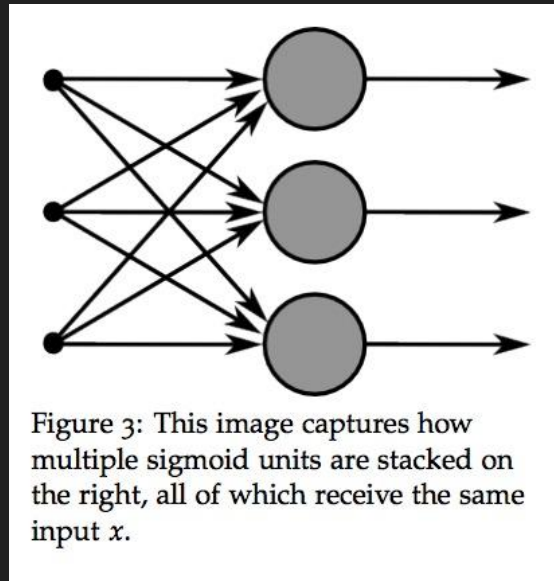 Figure 3: This image captures how
multiple sigmoid units are stacked on
the right, all of which receive the same
input x.